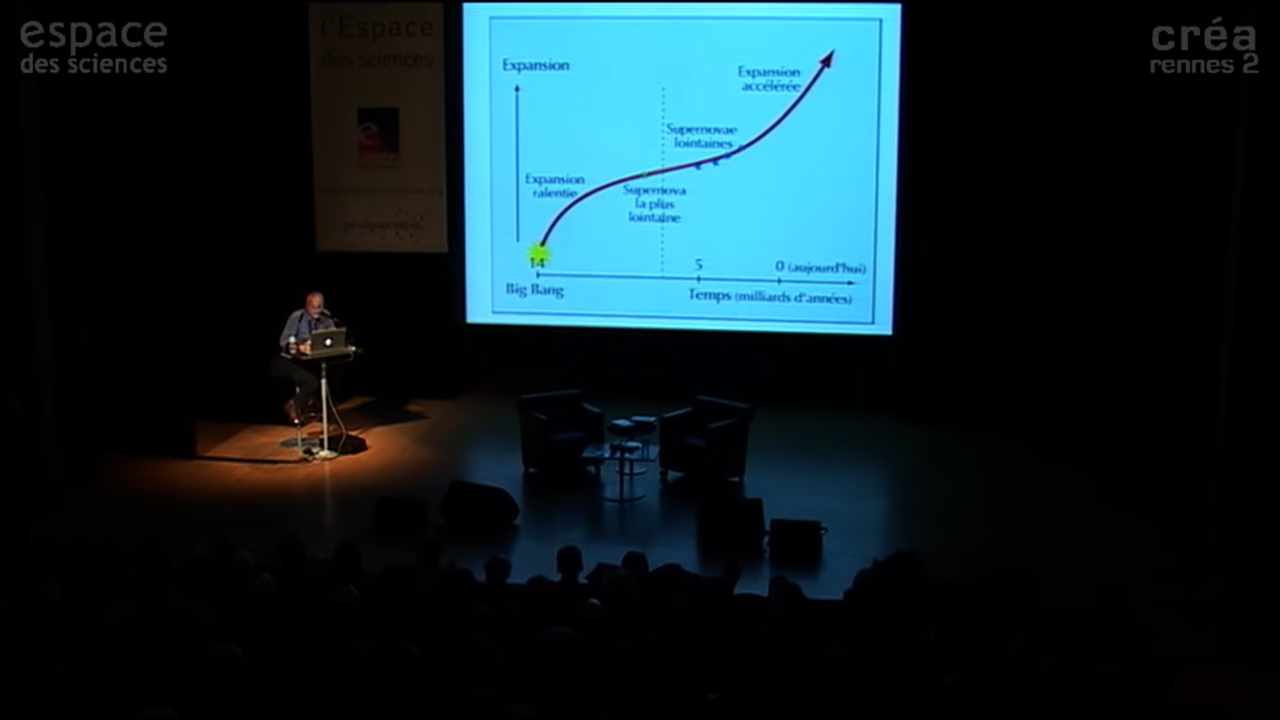 espace
des sciences
l'Espace
des sciences
créa
rennes 2
Expansion
Expansion
accélérée
Supernovae
lointaines
Expansion
ralentie
Supernova
la plus
lointaine
14
5
0 (aujourd'hui)
Big Bang
Temps (milliards d'années)